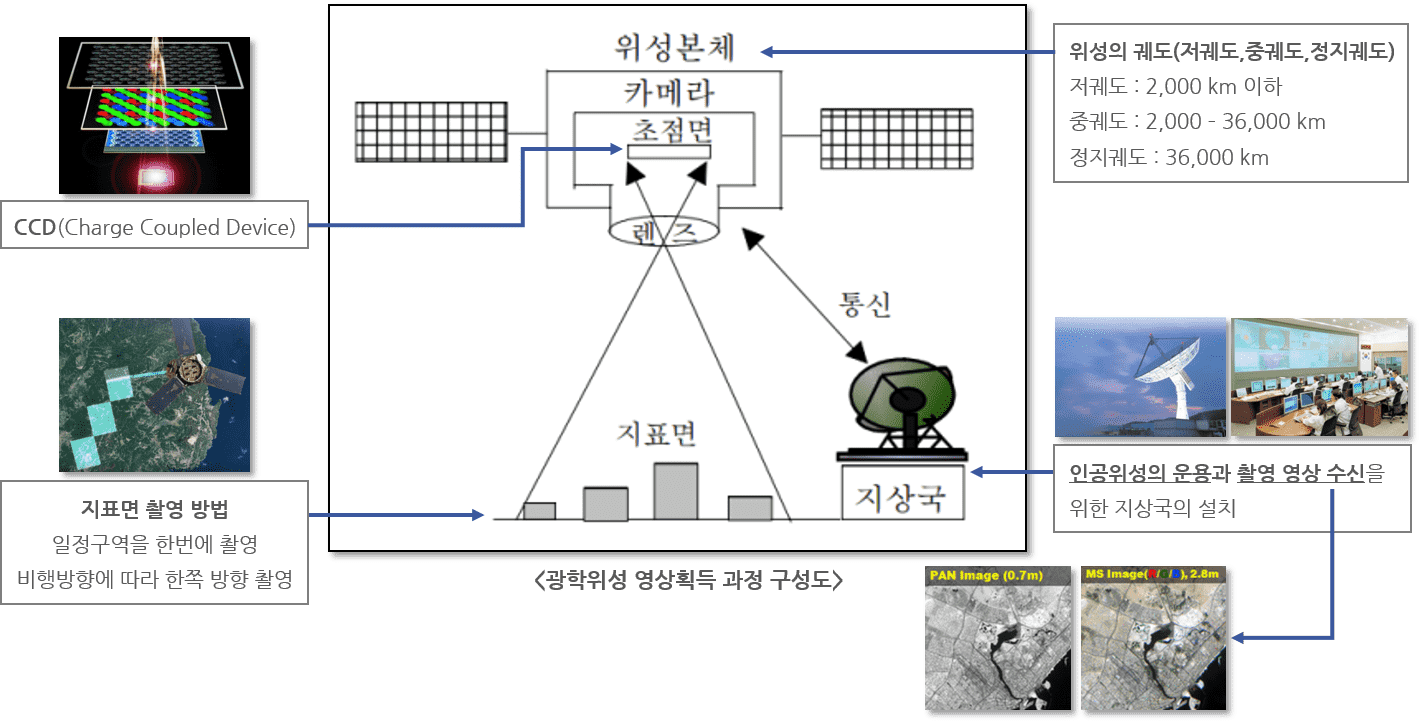 위성본체
카메라
초점면
렌즈
통신
지표면
지상국
<광학위성 영상획득 과정 구성도>
CCD(Charge Coupled Device)
지표면 촬영 방법
일정구역을 한번에 촬영
비행방향에 따라 한쪽 방향 촬영
위성의 궤도(저궤도,중궤도,정지궤도)
저궤도 : 2,000 km 이하
중궤도 : 2,000 – 36,000 km
정지궤도 : 36,000 km
인공위성의 운용과 촬영 영상 수신을
위한 지상국의 설치
PAN Image (0.7m)
MS Image(R/G/B), 2.8m